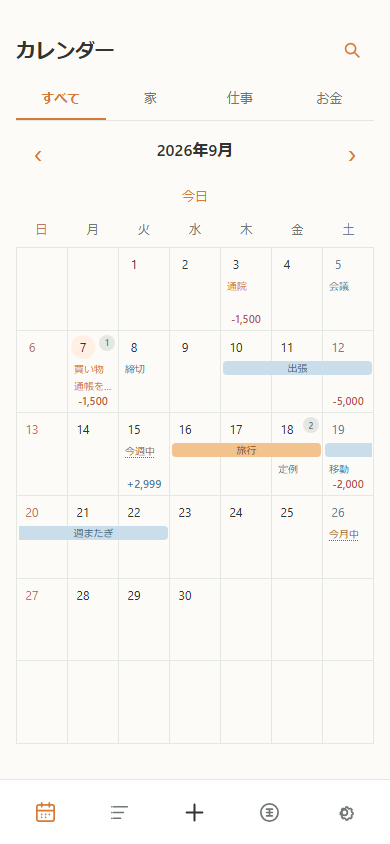 カレンダー
すべて 家 仕事 お金
‹ 2026年9月 ›
今日
日 月 火 水 木 金 土
1 2 3 4 5
通院 会議
-1,500
6 7 1 8 9 10 11 12
買い物 締切 出張
通帳を...
-1,500 -5,000
13 14 15 16 17 18 2 19
今週中 旅行
定例 移動
+2,999 -2,000
20 21 22 23 24 25 26
週またぎ 今月中
27 28 29 30